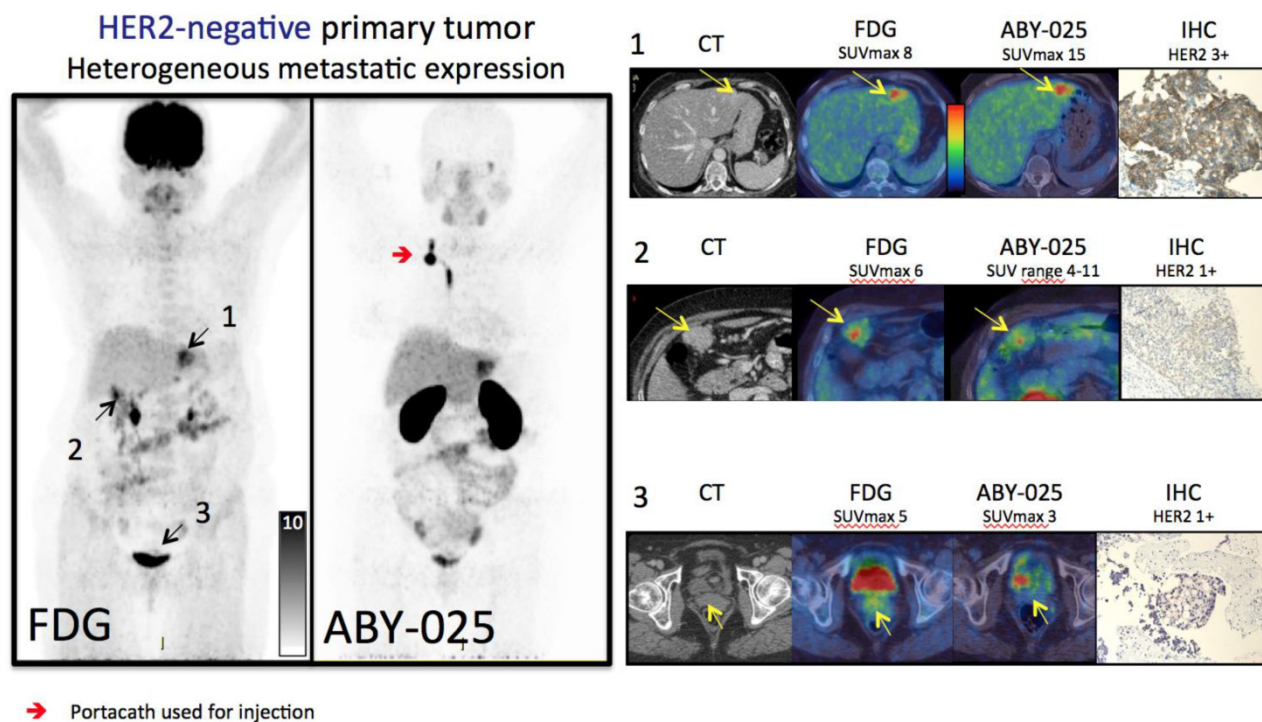 HER2-negative primary tumor
Heterogeneous metastatic expression
1
2
3
10
FDG
ABY-025
➔ Portacath used for injection
1
CT
FDG
SUVmax 8
ABY-025
SUVmax 15
IHC
HER2 3+
2
CT
FDG
SUVmax 6
ABY-025
SUV range 4-11
IHC
HER2 1+
3
CT
FDG
SUVmax 5
ABY-025
SUVmax 3
IHC
HER2 1+